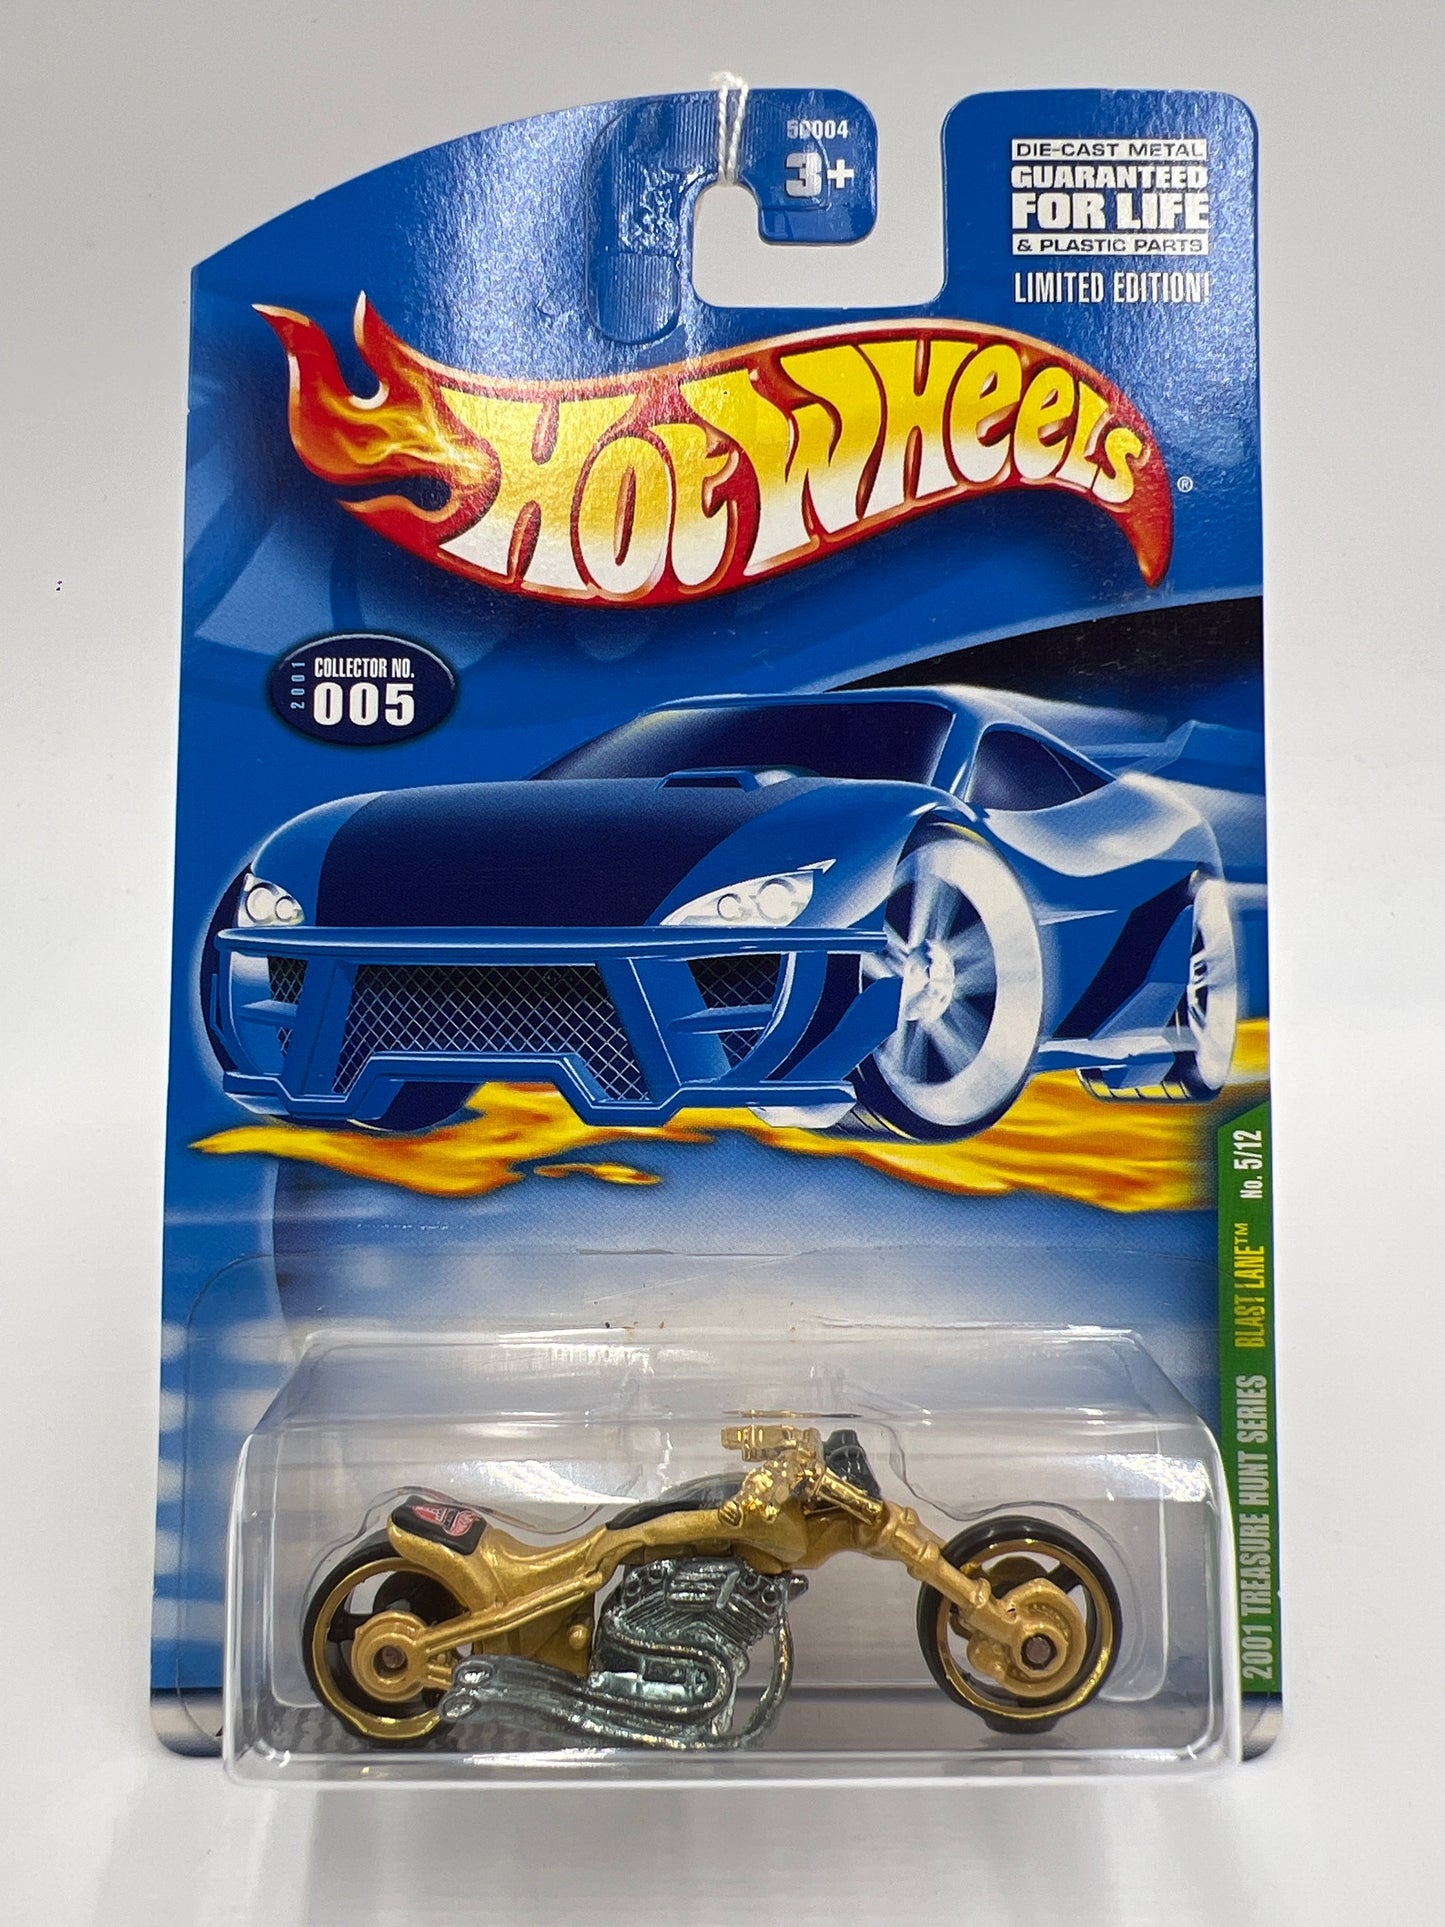 50004
3+
DIE-CAST METAL
GUARANTEED
FOR LIFE
& PLASTIC PARTS
LIMITED EDITION!
HOT WHEELS
®
2001
COLLECTOR NO.
005
2001 TREASURE HUNT SERIES BLAST LANE™ No. 5/12